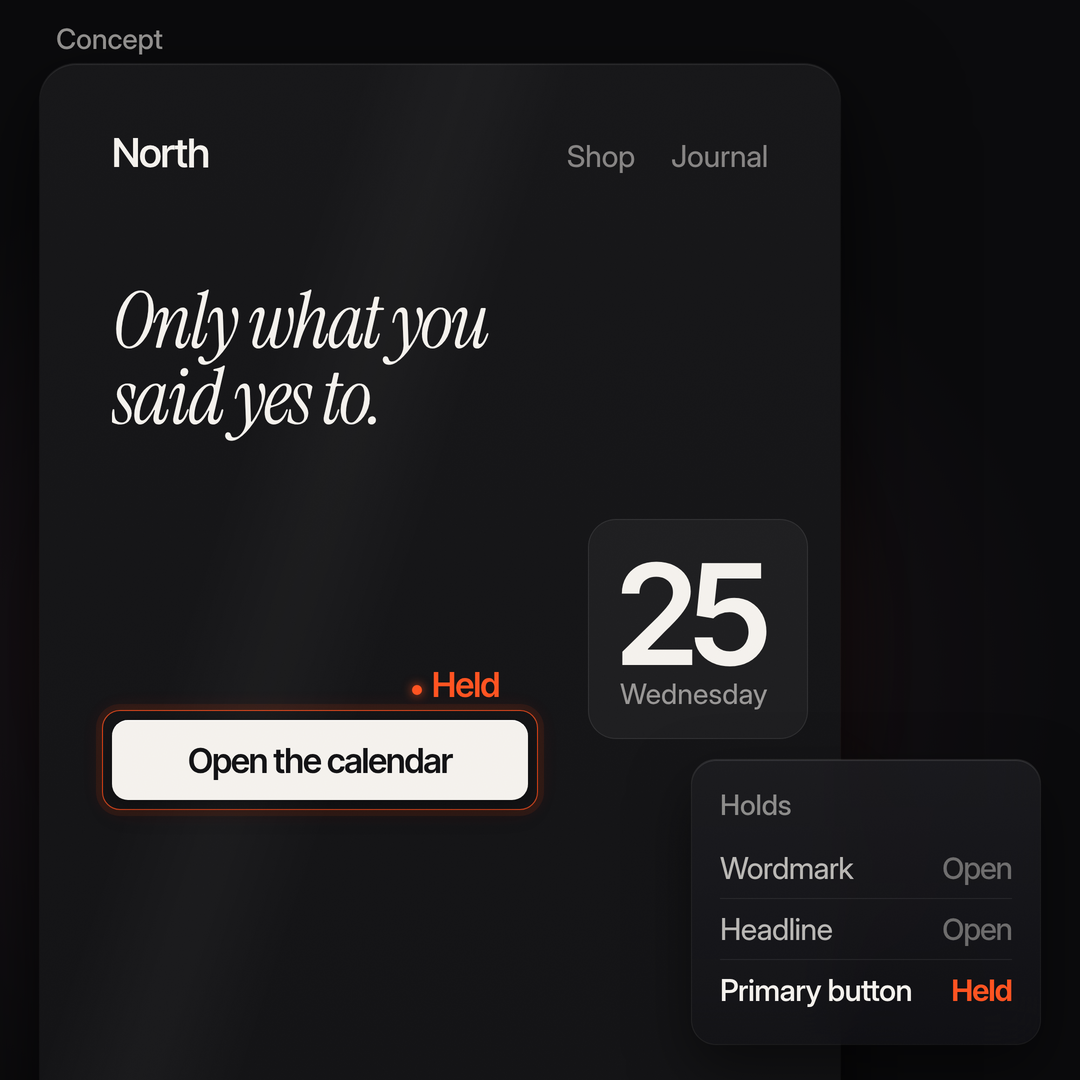 Concept
North
Shop Journal
Only what you
said yes to.
25
Wednesday
Held
Open the calendar
Holds
Wordmark Open
Headline Open
Primary button Held